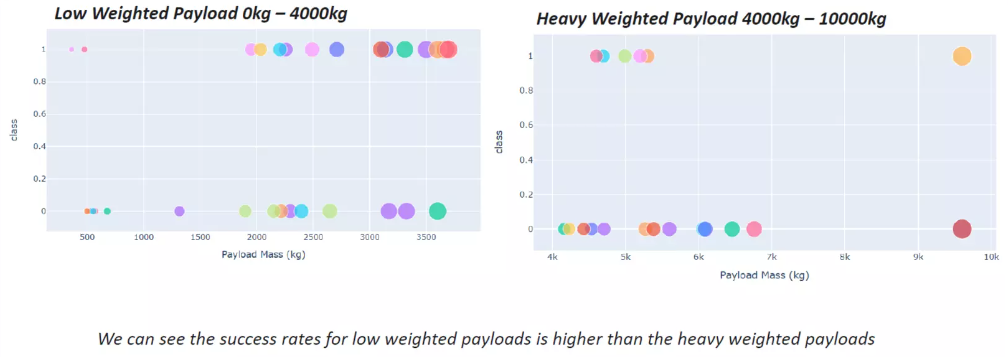 Low Weighted Payload 0kg – 4000kg
1
0.8
0.6
0.4
0.2
0
class
500 1000 1500 2000 2500 3000 3500
Payload Mass (kg)
Heavy Weighted Payload 4000kg – 10000kg
1
0.8
0.6
0.4
0.2
0
class
4k 5k 6k 7k 8k 9k 10k
Payload Mass (kg)
We can see the success rates for low weighted payloads is higher than the heavy weighted payloads